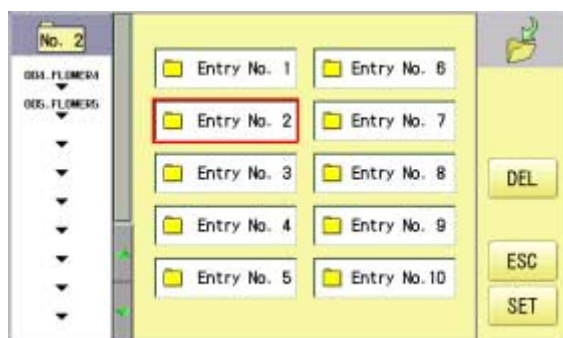 No. 2
004.FLOWER4
005.FLOWER5
Entry No. 1
Entry No. 2
Entry No. 3
Entry No. 4
Entry No. 5
Entry No. 6
Entry No. 7
Entry No. 8
Entry No. 9
Entry No. 10
DEL
ESC
SET